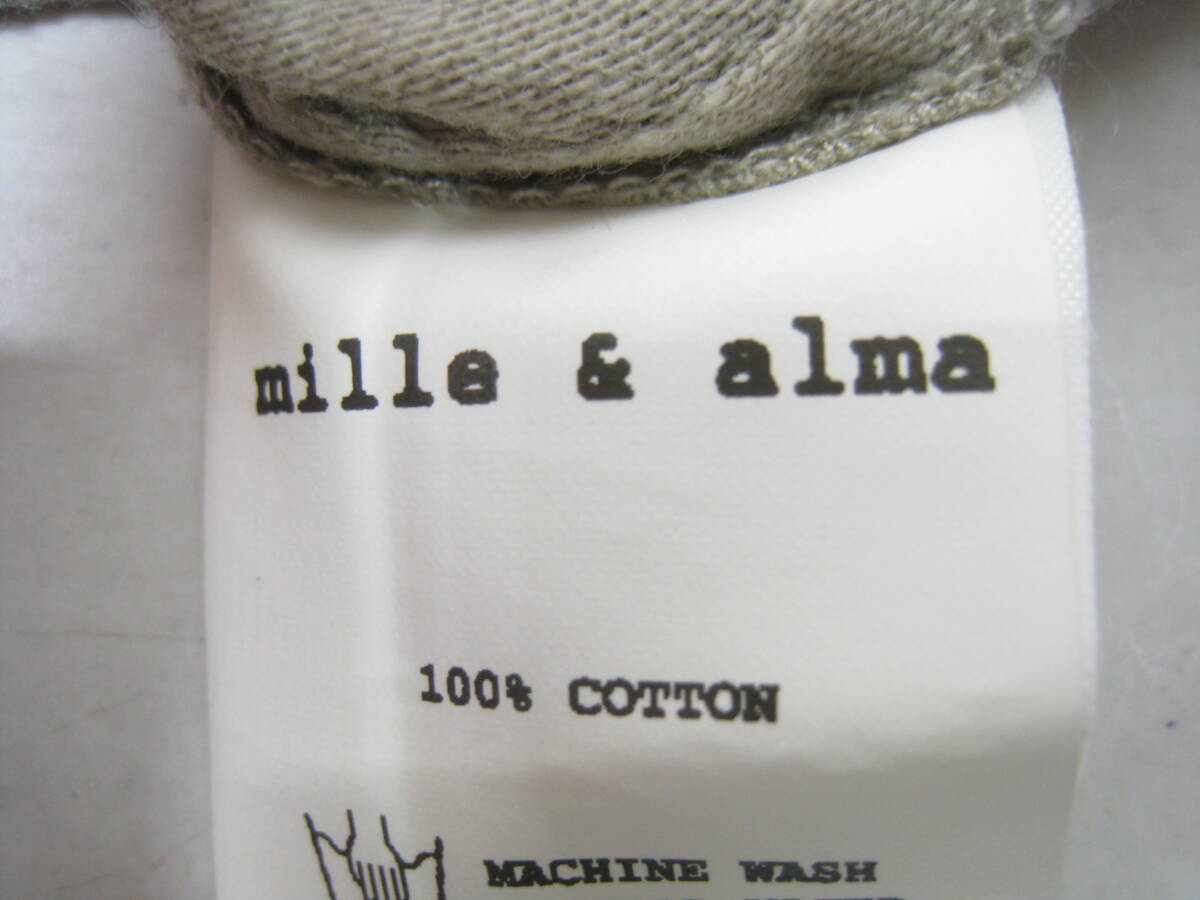 mille & alma
100% COTTON
MACHINE WASH